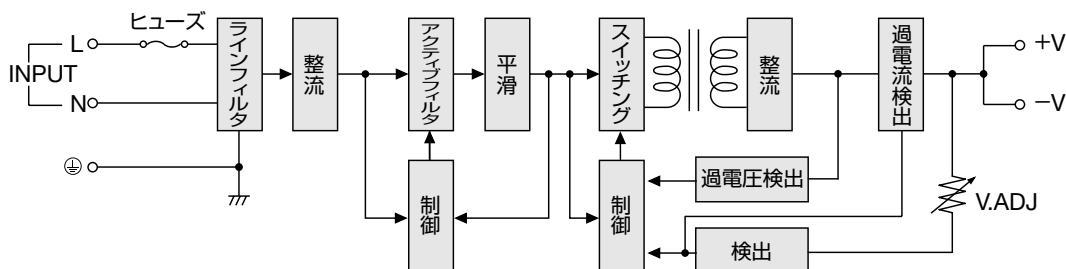 ヒューズ
L
INPUT
N
ラインフィルタ
整流
アクティブフィルタ
平滑
スイッチング
整流
過電流検出
+V
−V
制御
制御
過電圧検出
検出
V.ADJ